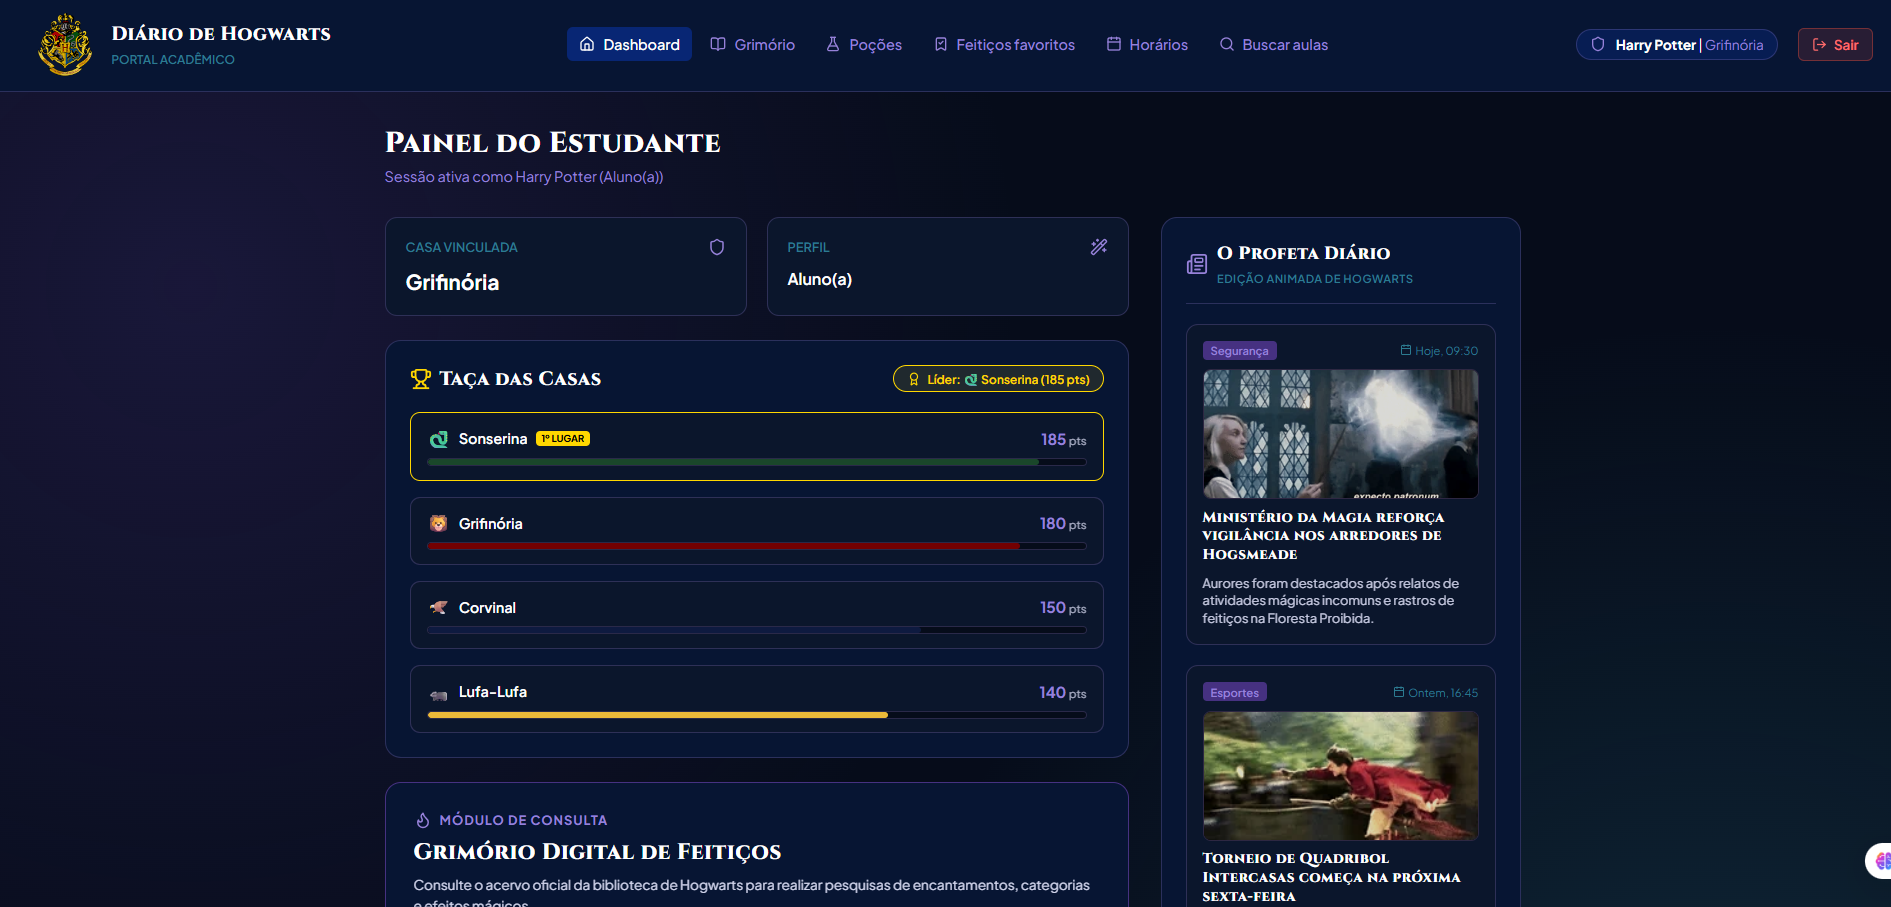 Diário de Hogwarts
PORTAL ACADÊMICO
Dashboard
Grimório
Poções
Feitiços favoritos
Horários
Buscar aulas
Harry Potter | Grifinória
Sair
Painel do Estudante
Sessão ativa como Harry Potter (Aluno(a))
CASA VINCULADA
Grifinória
PERFIL
Aluno(a)
Taça das Casas
Líder: Sonserina (185 pts)
Sonserina 1º LUGAR
185 pts
Grifinória
180 pts
Corvinal
150 pts
Lufa-Lufa
140 pts
MÓDULO DE CONSULTA
Grimório Digital de Feitiços
Consulte o acervo oficial da biblioteca de Hogwarts para realizar pesquisas de encantamentos, categorias
e efeitos mágicos.
O Profeta Diário
EDIÇÃO ANIMADA DE HOGWARTS
Segurança
Hoje, 09:30
expecto patronum
Ministério da Magia reforça
vigilância nos arredores de
Hogsmeade
Aurores foram destacados após relatos de
atividades mágicas incomuns e rastros de
feitiços na Floresta Proibida.
Esportes
Ontem, 16:45
Torneio de Quadribol
Intercasas começa na próxima
sexta-feira